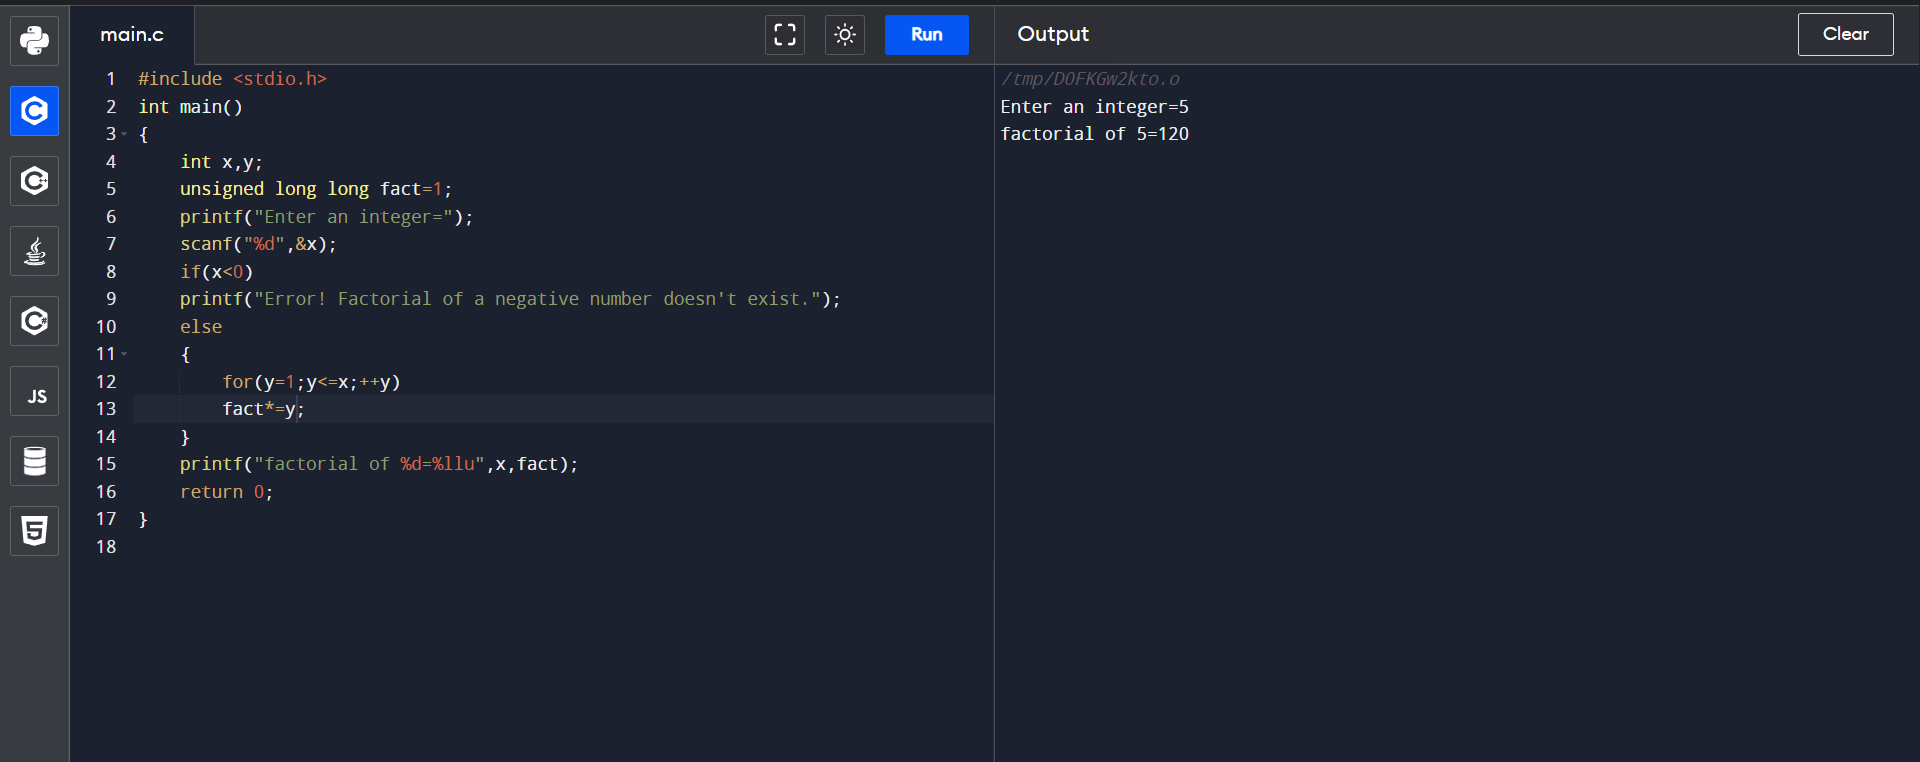 main.c
Run
Output
Clear
1 #include <stdio.h>
2 int main()
3 {
4     int x,y;
5     unsigned long long fact=1;
6     printf("Enter an integer=");
7     scanf("%d",&x);
8     if(x<0)
9     printf("Error! Factorial of a negative number doesn't exist.");
10     else
11     {
12         for(y=1;y<=x;++y)
13         fact*=y;
14     }
15     printf("factorial of %d=%llu",x,fact);
16     return 0;
17 }
18
/tmp/DOFKGw2kto.o
Enter an integer=5
factorial of 5=120
C
C++
C#
JS
5